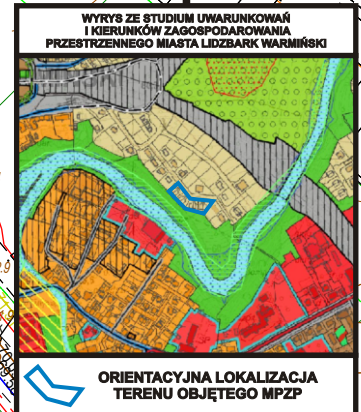 WYRYS ZE STUDIUM UWARUNKOWAŃ
I KIERUNKÓW ZAGOSPODAROWANIA
PRZESTRZENNEGO MIASTA LIDZBARK WARMIŃSKI
ORIENTACYJNA LOKALIZACJA
TERENU OBJĘTEGO MPZP